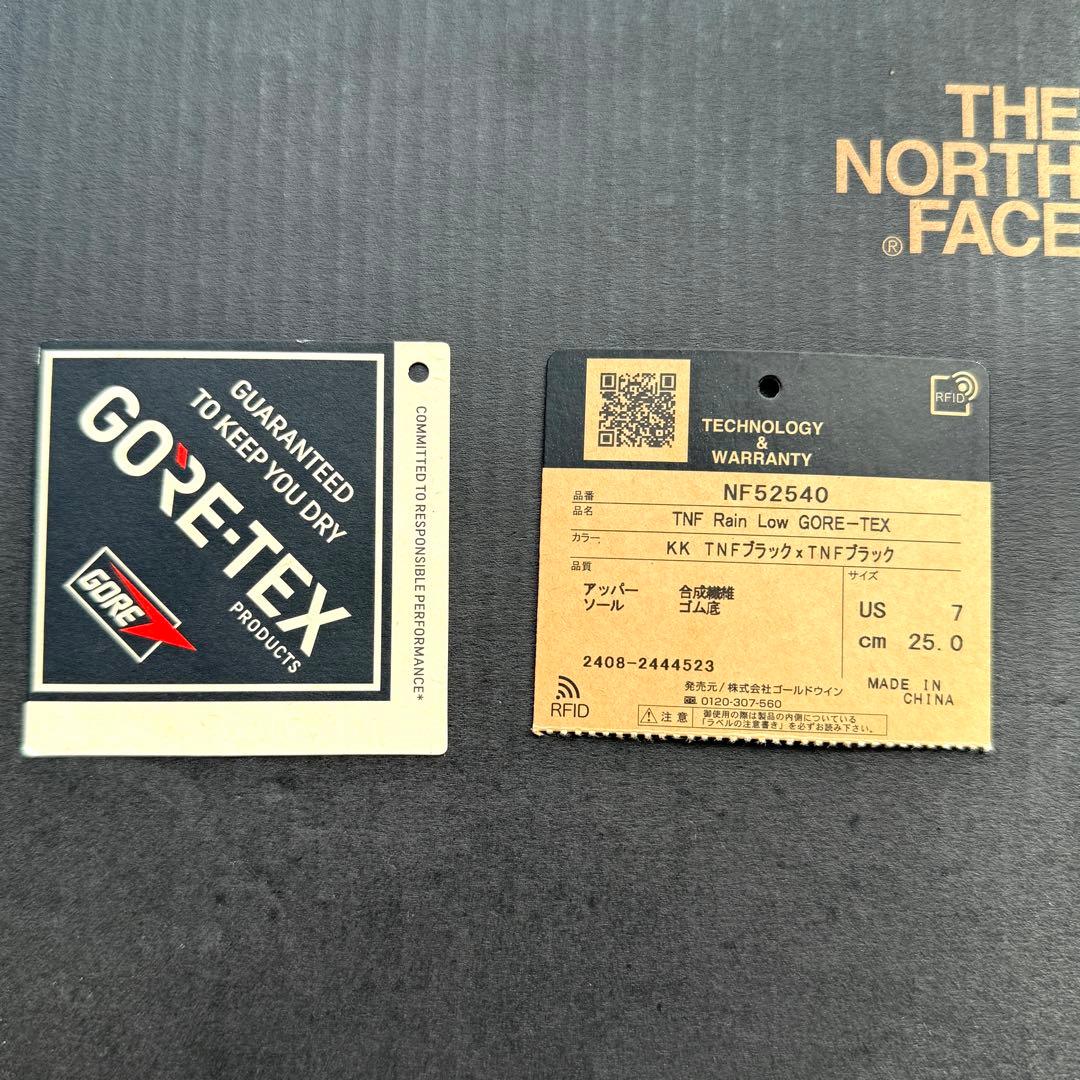 THE
NORTH
FACE®
GUARANTEED
TO KEEP YOU DRY
GORE-TEX
PRODUCTS
GORE
COMMITTED TO RESPONSIBLE PERFORMANCE*
RFID
TECHNOLOGY
&
WARRANTY
品番 NF52540
品名 TNF Rain Low GORE-TEX
カラー KK TNFブラック×TNFブラック
品質
アッパー 合成繊維
ソール ゴム底
サイズ
US 7
cm 25.0
2408-2444523
MADE IN
CHINA
発売元/株式会社ゴールドウイン
0120-307-560
RFID
注意 御使用の際は製品の内側についている
「ラベルの注意書き」を必ずお読み下さい。